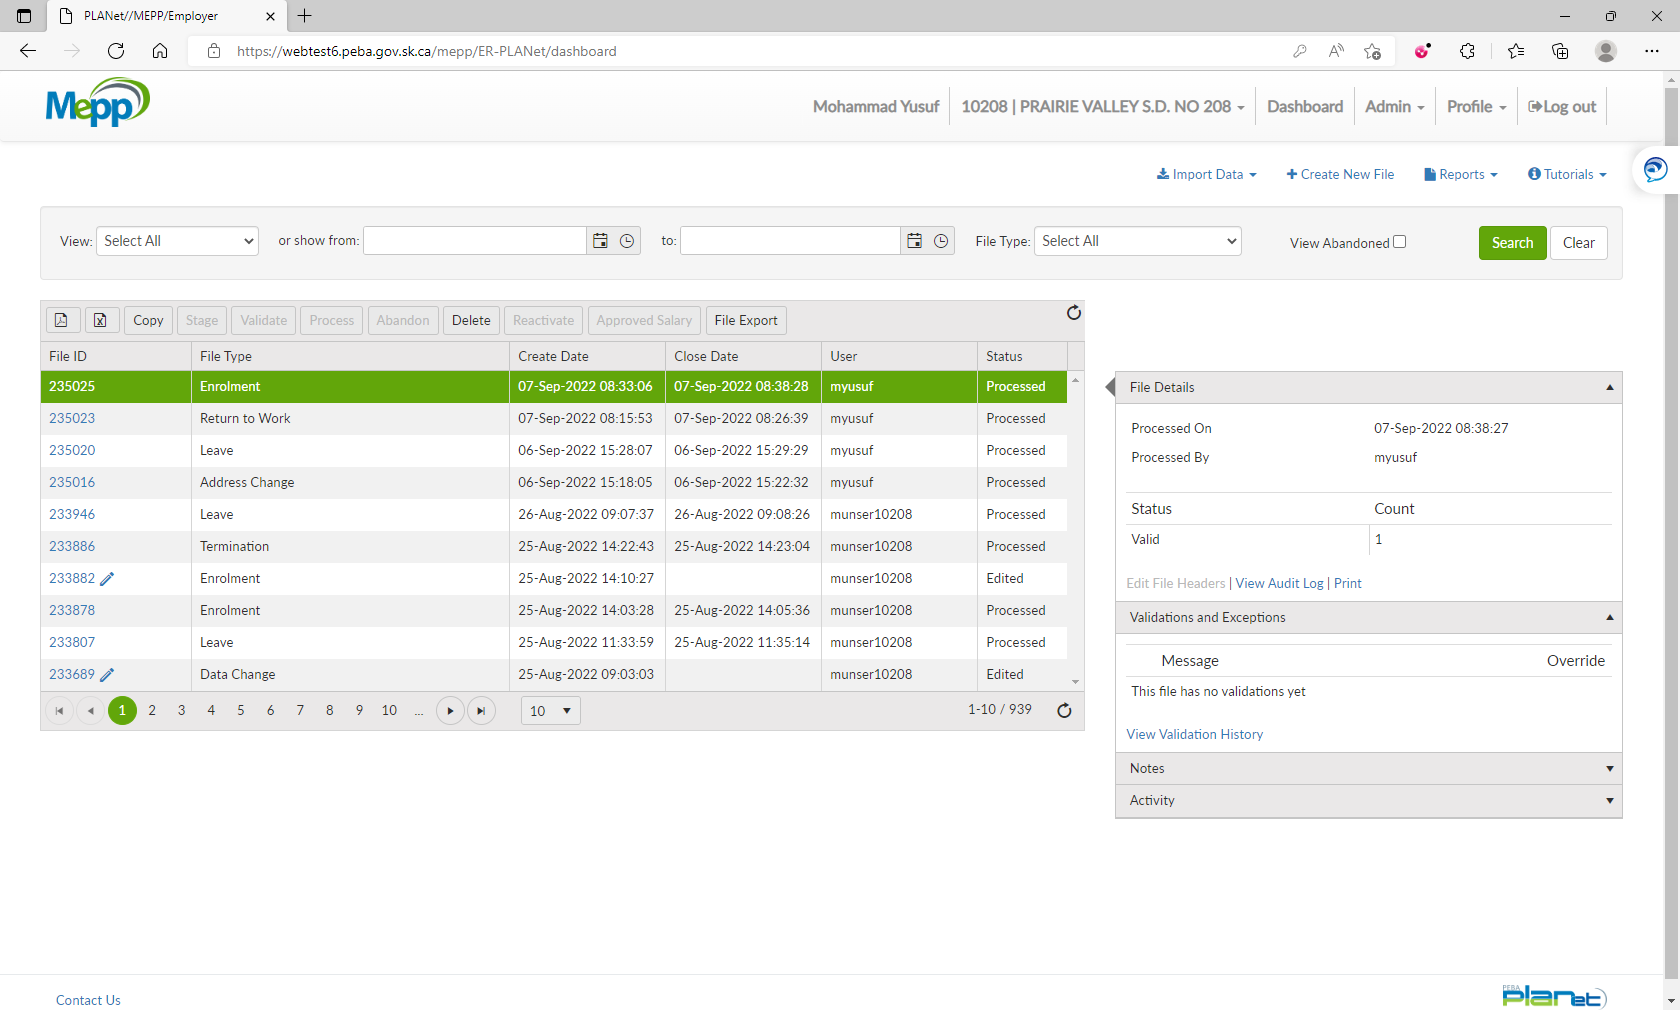 PLANet//MEPP/Employer
https://webtest6.peba.gov.sk.ca/mepp/ER-PLANet/dashboard
Mepp
Mohammad Yusuf
10208 | PRAIRIE VALLEY S.D. NO 208
Dashboard
Admin
Profile
Log out
Import Data
Create New File
Reports
Tutorials
View: Select All
or show from:
to:
File Type: Select All
View Abandoned
Search
Clear
Copy Stage Validate Process Abandon Delete Reactivate Approved Salary File Export
File ID File Type Create Date Close Date User Status
235025 Enrolment 07-Sep-2022 08:33:06 07-Sep-2022 08:38:28 myusuf Processed
235023 Return to Work 07-Sep-2022 08:15:53 07-Sep-2022 08:26:39 myusuf Processed
235020 Leave 06-Sep-2022 15:28:07 06-Sep-2022 15:29:29 myusuf Processed
235016 Address Change 06-Sep-2022 15:18:05 06-Sep-2022 15:22:32 myusuf Processed
233946 Leave 26-Aug-2022 09:07:37 26-Aug-2022 09:08:26 munser10208 Processed
233886 Termination 25-Aug-2022 14:22:43 25-Aug-2022 14:23:04 munser10208 Processed
233882 Enrolment 25-Aug-2022 14:10:27 munser10208 Edited
233878 Enrolment 25-Aug-2022 14:03:28 25-Aug-2022 14:05:36 munser10208 Processed
233807 Leave 25-Aug-2022 11:33:59 25-Aug-2022 11:35:14 munser10208 Processed
233689 Data Change 25-Aug-2022 09:03:03 munser10208 Edited
1 2 3 4 5 6 7 8 9 10 ... 10 1-10 / 939
File Details
Processed On 07-Sep-2022 08:38:27
Processed By myusuf
Status Count
Valid 1
Edit File Headers | View Audit Log | Print
Validations and Exceptions
Message Override
This file has no validations yet
View Validation History
Notes
Activity
Contact Us
PEBA
planet